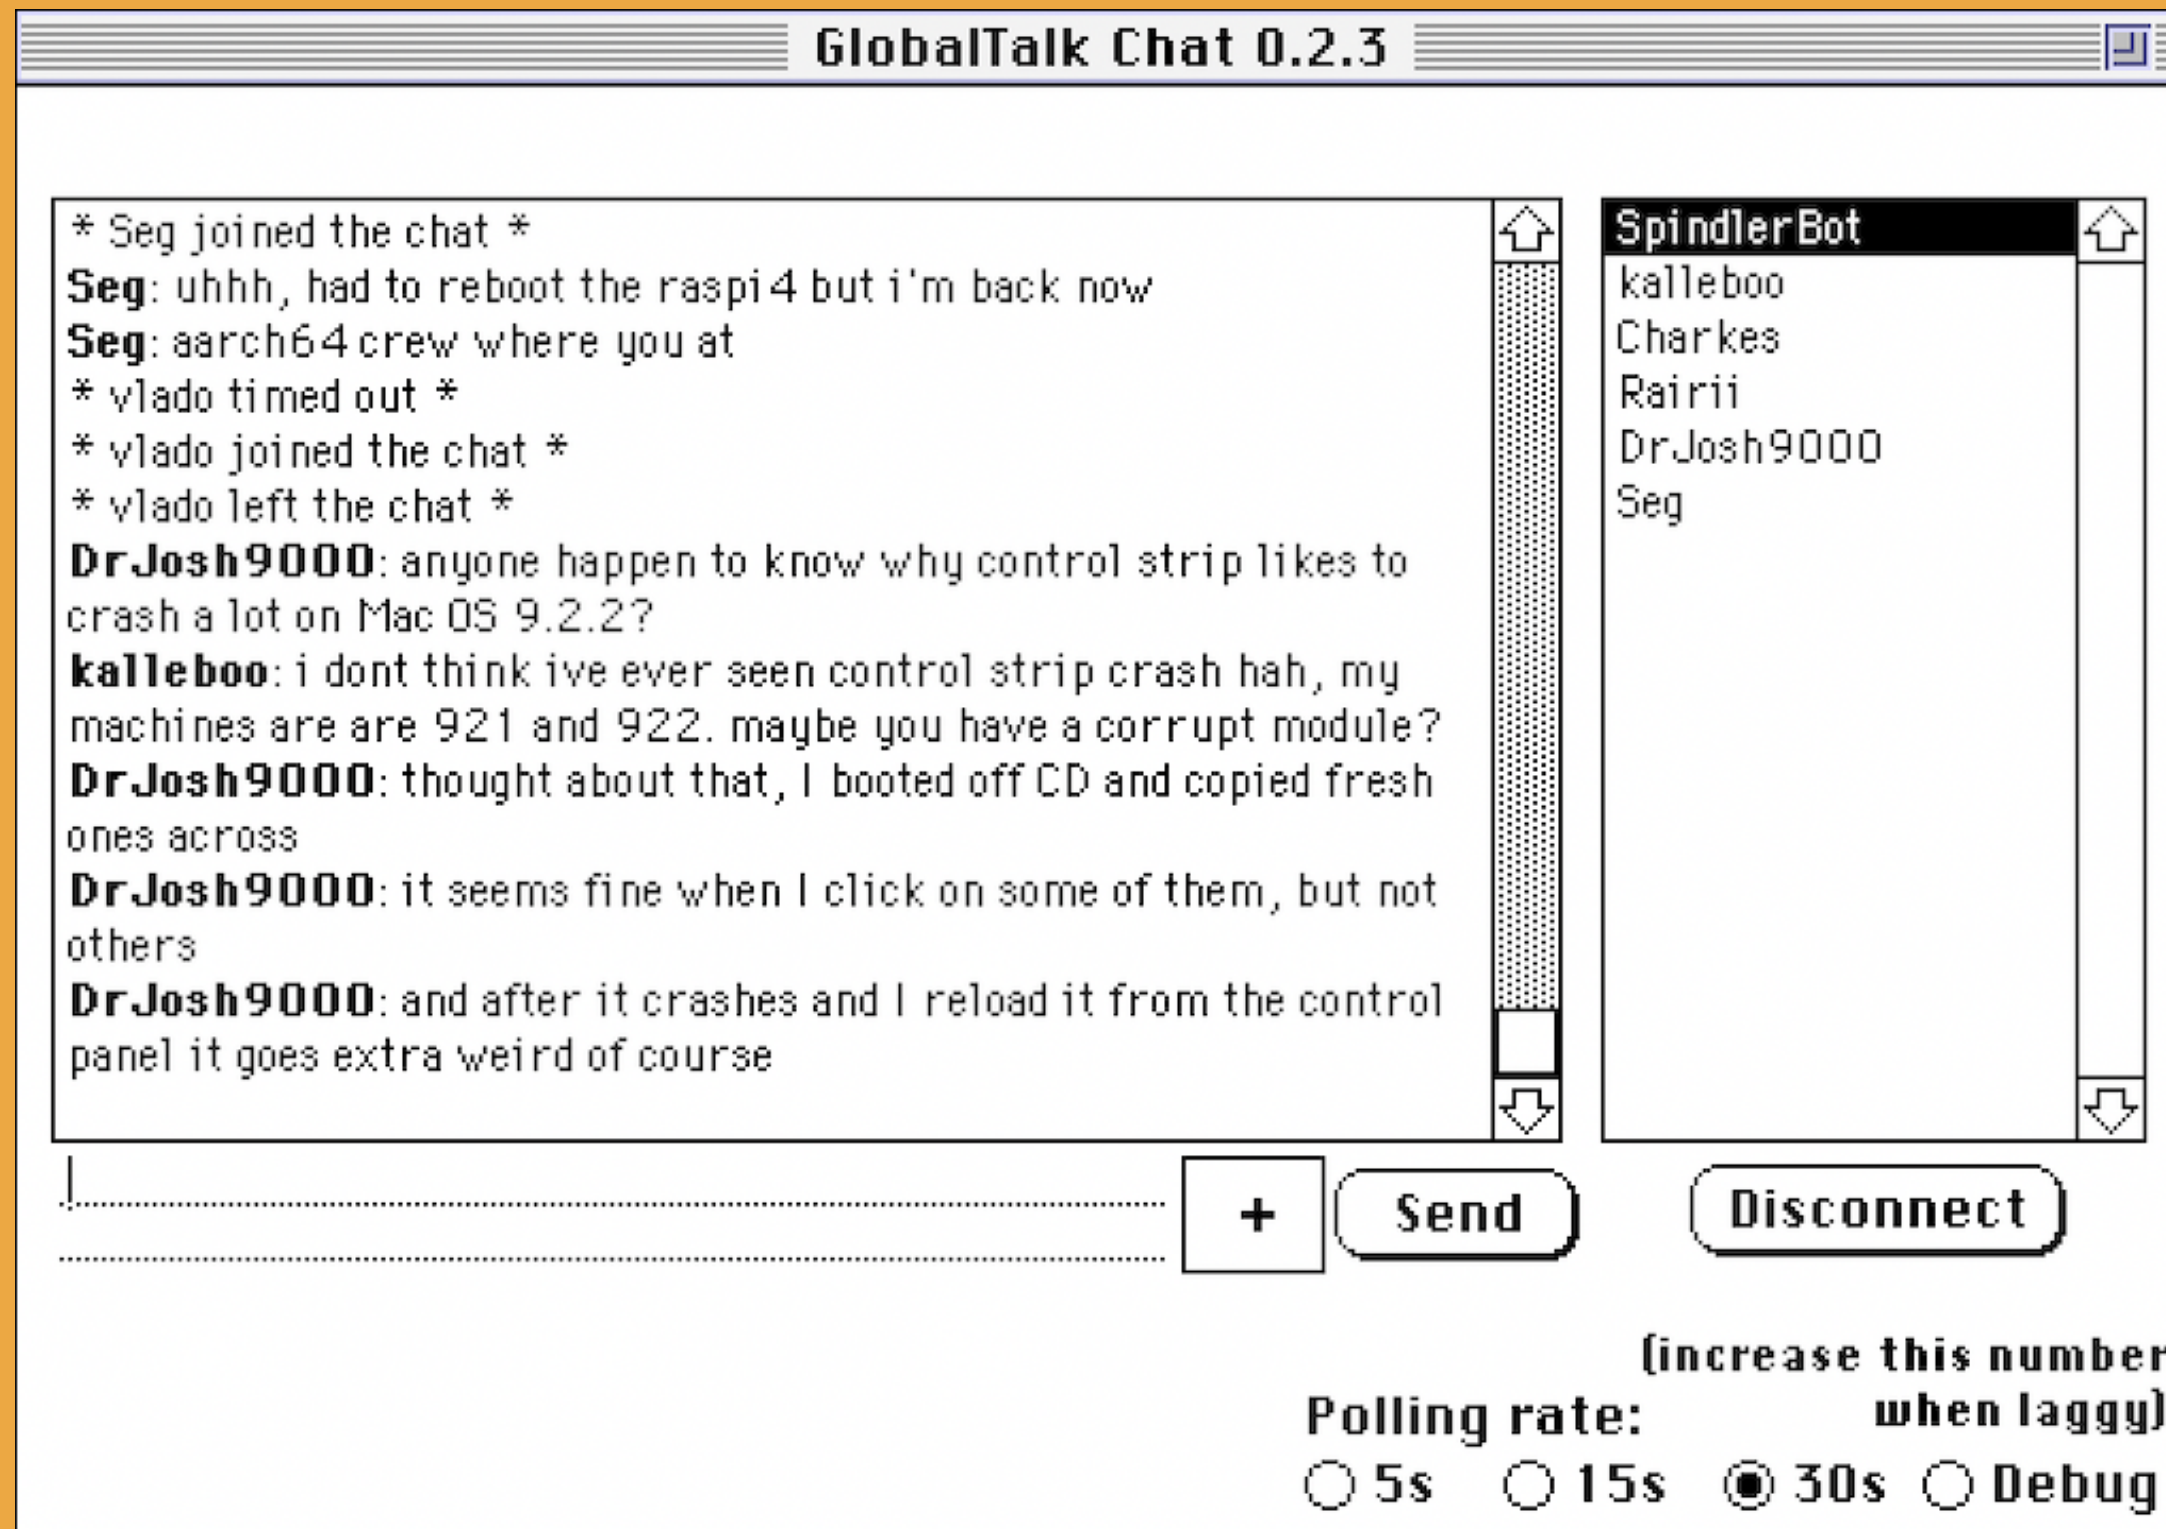 GlobalTalk Chat 0.2.3
* Seg joined the chat *
Seg: uhhh, had to reboot the raspi4 but i'm back now
Seg: aarch64 crew where you at
* vlado timed out *
* vlado joined the chat *
* vlado left the chat *
DrJosh9000: anyone happen to know why control strip likes to
crash a lot on Mac OS 9.2.2?
kalleboo: i dont think ive ever seen control strip crash hah, my
machines are are 921 and 922. maybe you have a corrupt module?
DrJosh9000: thought about that, I booted off CD and copied fresh
ones across
DrJosh9000: it seems fine when I click on some of them, but not
others
DrJosh9000: and after it crashes and I reload it from the control
panel it goes extra weird of course
SpindlerBot
kalleboo
Charkes
Rairii
DrJosh9000
Seg
+
Send
Disconnect
(increase this number
when laggy)
Polling rate:
5s 15s 30s Debug